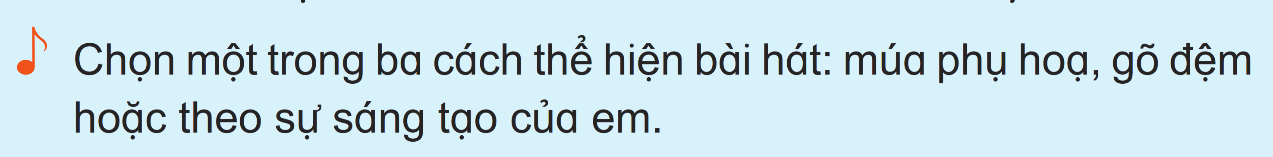 Chọn một trong ba cách thể hiện bài hát: múa phụ hoạ, gõ đệm
hoặc theo sự sáng tạo của em.